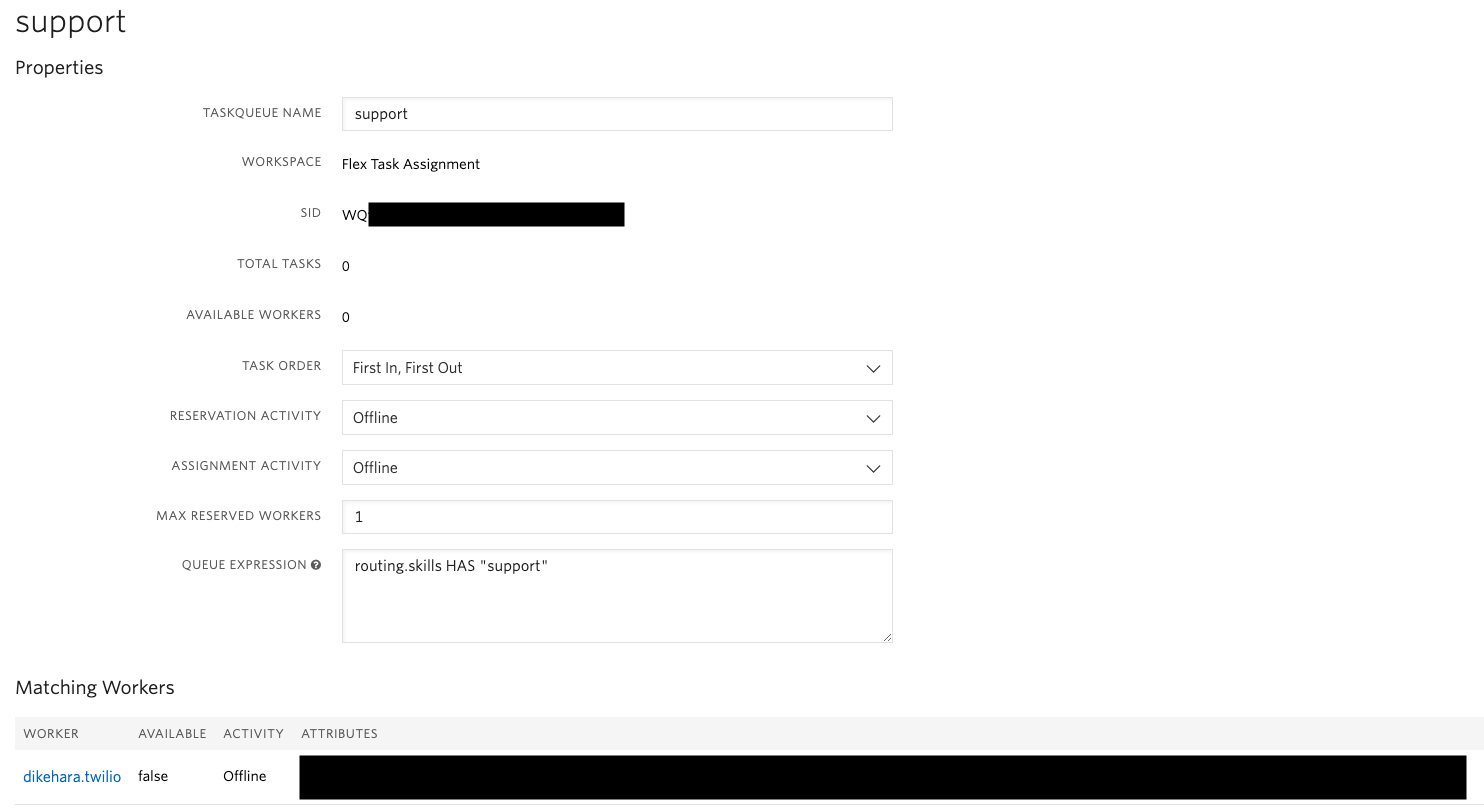 support
Properties
TASKQUEUE NAME support
WORKSPACE Flex Task Assignment
SID WQ
TOTAL TASKS 0
AVAILABLE WORKERS 0
TASK ORDER First In, First Out
RESERVATION ACTIVITY Offline
ASSIGNMENT ACTIVITY Offline
MAX RESERVED WORKERS 1
QUEUE EXPRESSION ? routing.skills HAS "support"
Matching Workers
WORKER AVAILABLE ACTIVITY ATTRIBUTES
dikehara.twilio false Offline